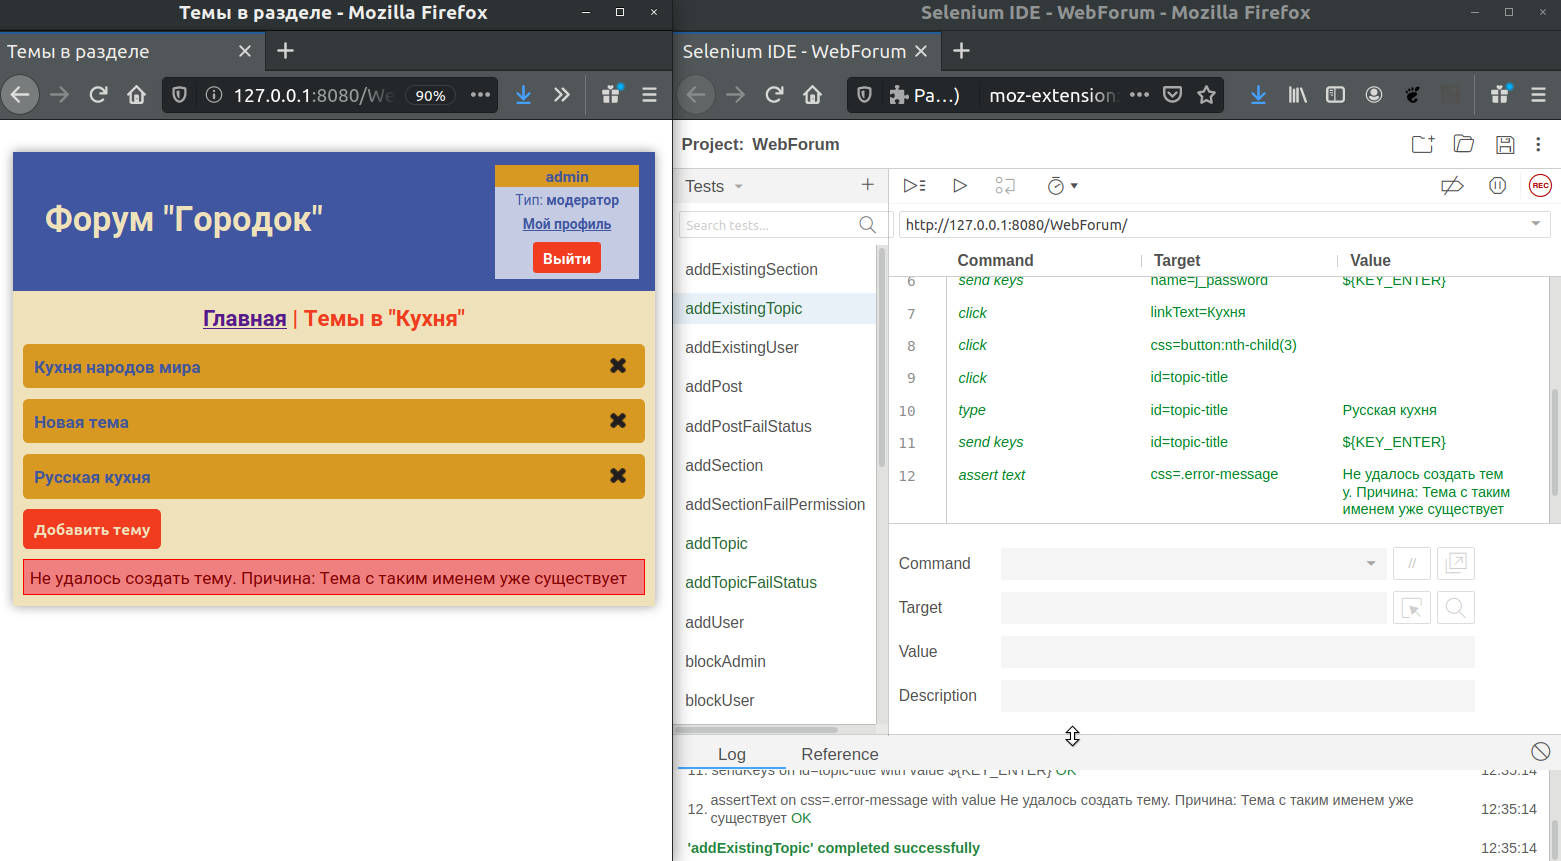 Темы в разделе - Mozilla Firefox
Темы в разделе
127.0.0.1:8080/We
90%
Форум "Городок"
admin
Тип: модератор
Мой профиль
Выйти
Главная | Темы в "Кухня"
Кухня народов мира
Новая тема
Русская кухня
Добавить тему
Не удалось создать тему. Причина: Тема с таким именем уже существует
Selenium IDE - WebForum - Mozilla Firefox
Selenium IDE - WebForum
Pa...) moz-extension:
Project: WebForum
Tests
REC
Search tests...
http://127.0.0.1:8080/WebForum/
addExistingSection
addExistingTopic
addExistingUser
addPost
addPostFailStatus
addSection
addSectionFailPermission
addTopic
addTopicFailStatus
addUser
blockAdmin
blockUser
Command Target Value
6 send keys name=j_password ${KEY_ENTER}
7 click linkText=Кухня
8 click css=button:nth-child(3)
9 click id=topic-title
10 type id=topic-title Русская кухня
11 send keys id=topic-title ${KEY_ENTER}
12 assert text css=.error-message Не удалось создать тем
у. Причина: Тема с таким
именем уже существует
Command
//
Target
Value
Description
Log Reference
11. sendKeys on id=topic-title with value ${KEY_ENTER} OK 12:35:14
12. assertText on css=.error-message with value Не удалось создать тему. Причина: Тема с таким именем уже
существует OK 12:35:14
'addExistingTopic' completed successfully 12:35:14